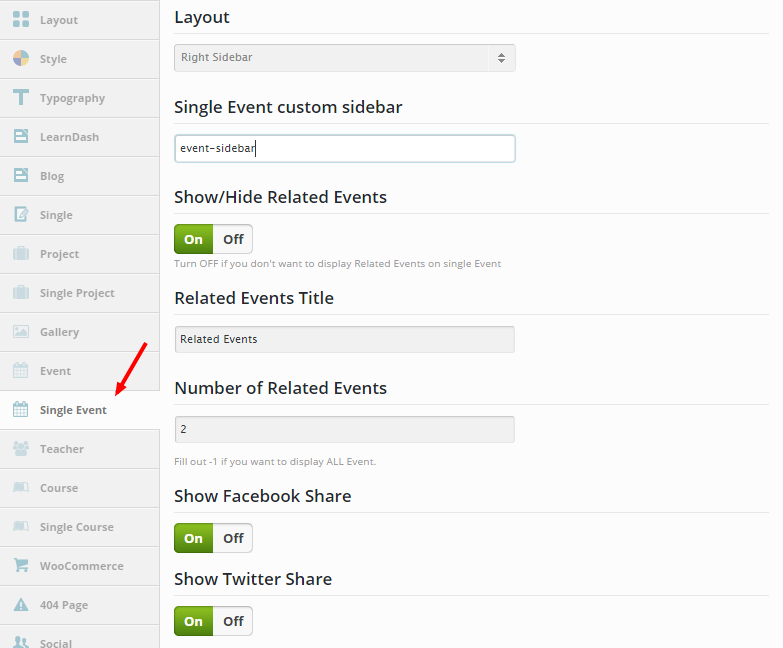 Layout
Style
Typography
LearnDash
Blog
Single
Project
Single Project
Gallery
Event
Single Event
Teacher
Course
Single Course
WooCommerce
404 Page
Social
Layout
Right Sidebar
Single Event custom sidebar
event-sidebar
Show/Hide Related Events
On Off
Turn OFF if you don't want to display Related Events on single Event
Related Events Title
Related Events
Number of Related Events
2
Fill out -1 if you want to display ALL Event.
Show Facebook Share
On Off
Show Twitter Share
On Off